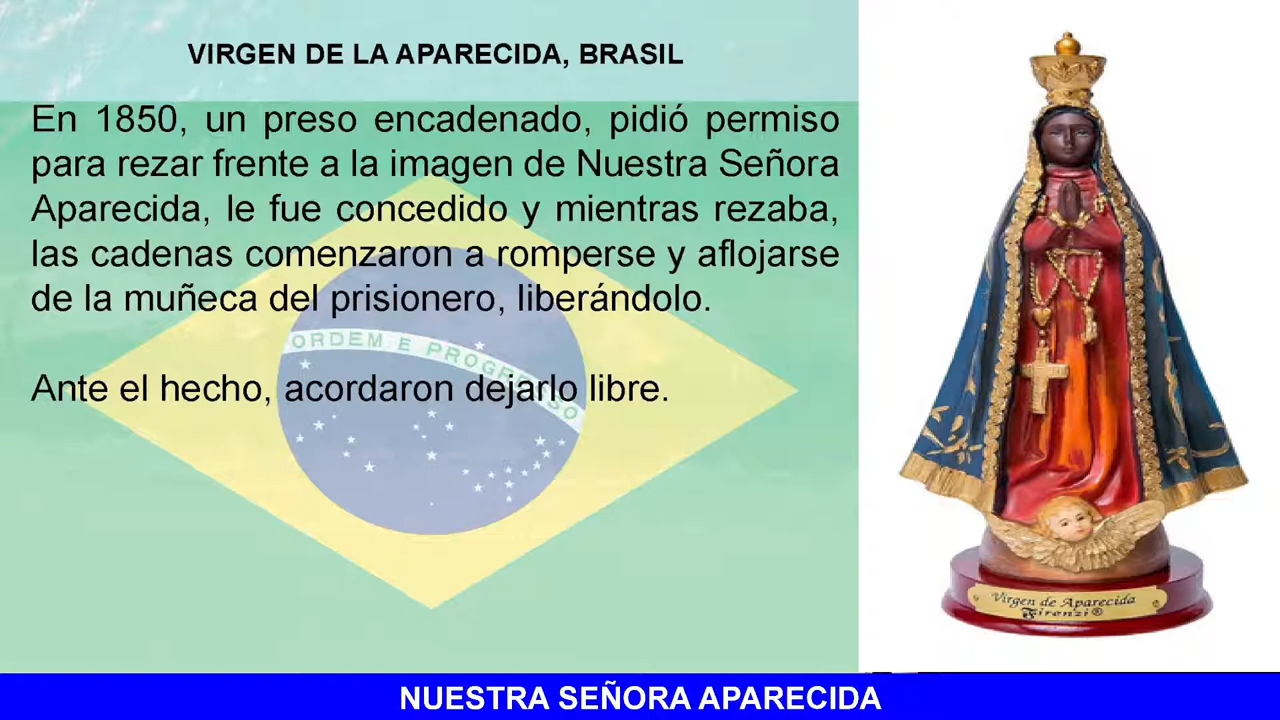 VIRGEN DE LA APARECIDA, BRASIL
En 1850, un preso encadenado, pidió permiso
para rezar frente a la imagen de Nuestra Señora
Aparecida, le fue concedido y mientras rezaba,
las cadenas comenzaron a romperse y aflojarse
de la muñeca del prisionero, liberándolo.
ORDEM E PROGRESSO
Ante el hecho, acordaron dejarlo libre.
Virgen de Aparecida
Firenzi®
NUESTRA SEÑORA APARECIDA